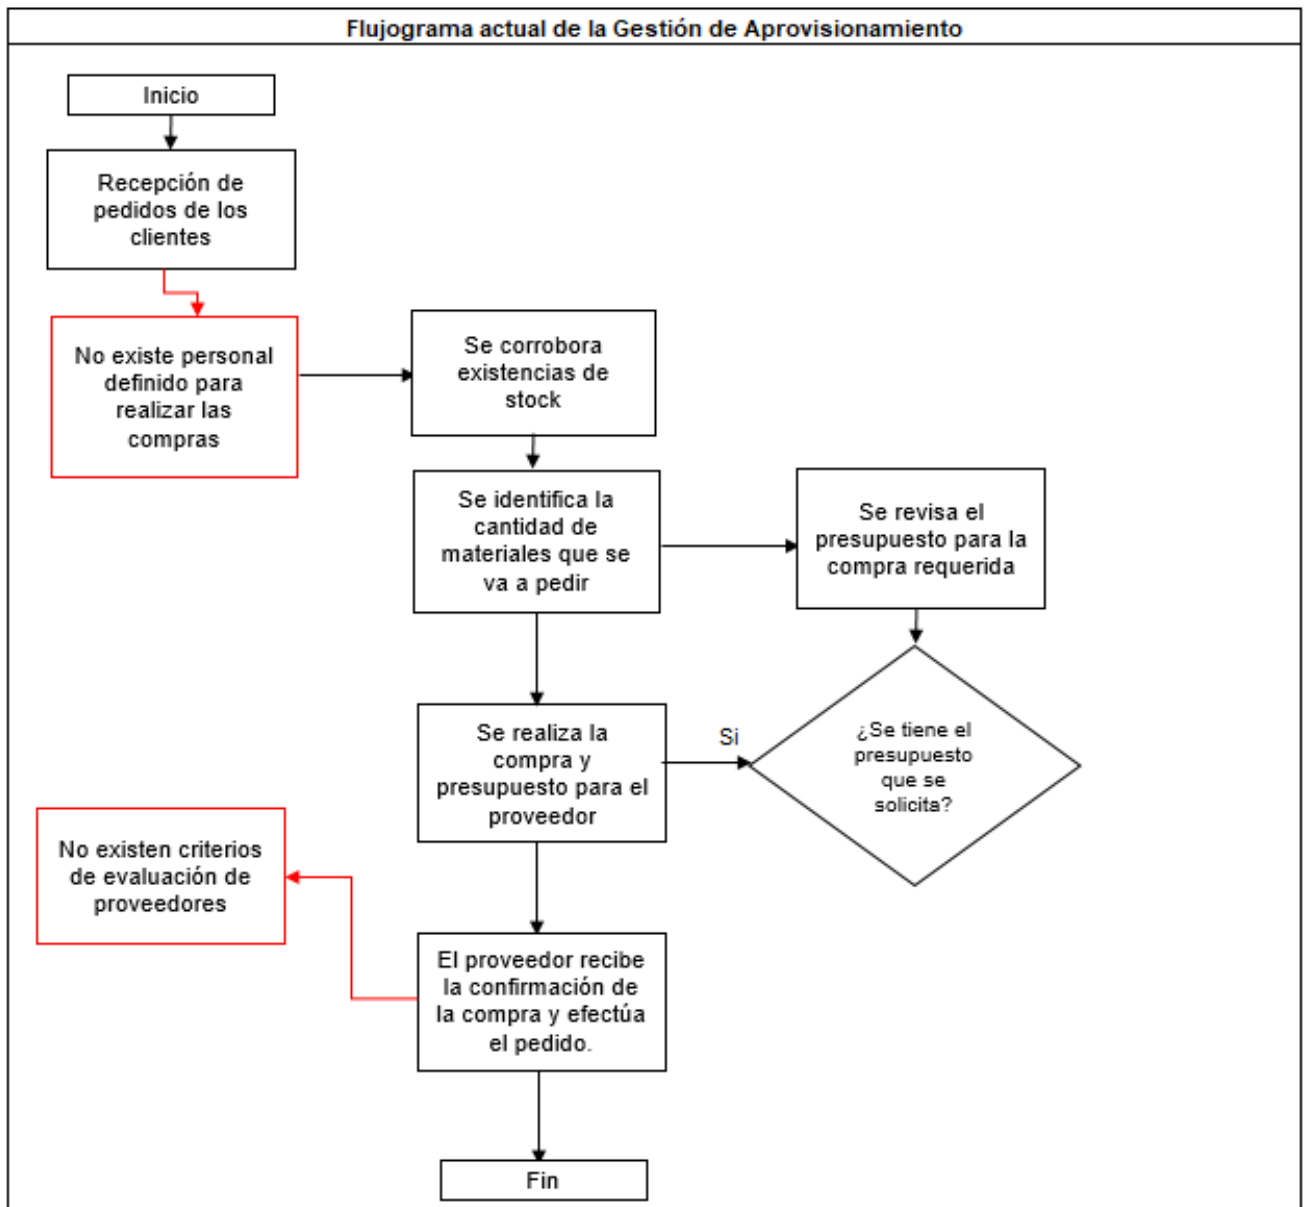 Flujograma actual de la Gestión de Aprovisionamiento
Inicio
Recepción de
pedidos de los
clientes
No existe personal
definido para
realizar las
compras
Se corrobora
existencias de
stock
Se identifica la
cantidad de
materiales que se
va a pedir
Se revisa el
presupuesto para la
compra requerida
¿Se tiene el
presupuesto
que se
solicita?
Si
Se realiza la
compra y
presupuesto para el
proveedor
No existen criterios
de evaluación de
proveedores
El proveedor recibe
la confirmación de
la compra y efectúa
el pedido.
Fin